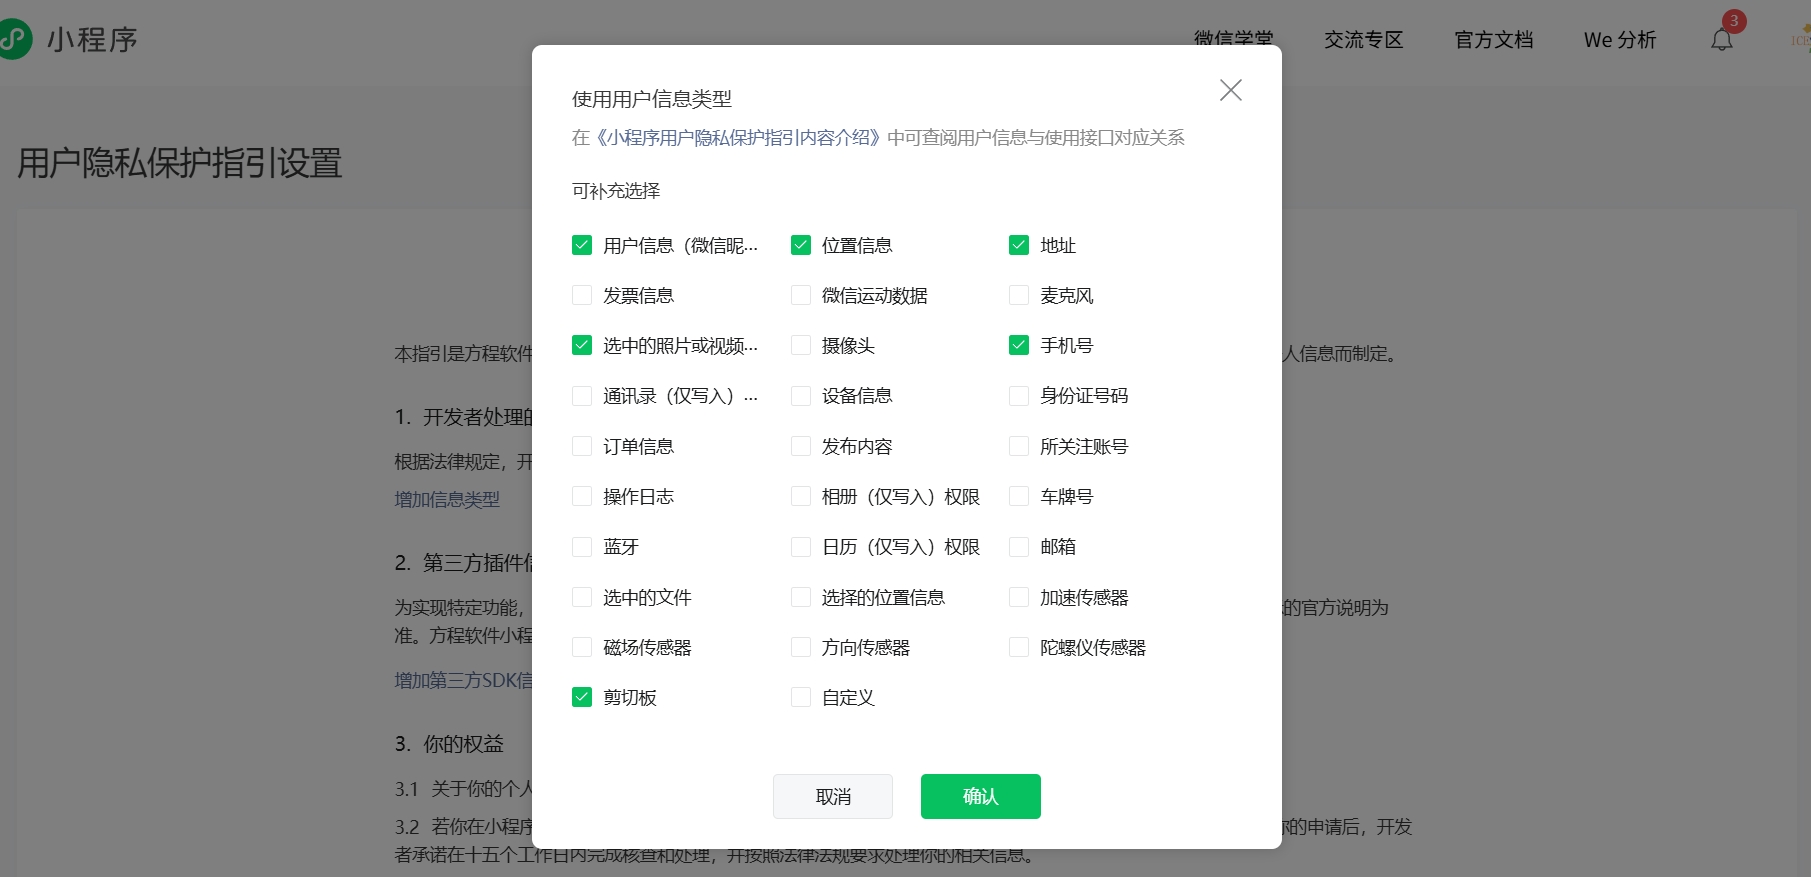 小程序
微信学堂 交流专区 官方文档 We 分析 3
用户隐私保护指引设置
使用用户信息类型
在《小程序用户隐私保护指引内容介绍》中可查阅用户信息与使用接口对应关系
可补充选择
用户信息（微信昵... 位置信息 地址
发票信息 微信运动数据 麦克风
选中的照片或视频... 摄像头 手机号
通讯录（仅写入）... 设备信息 身份证号码
订单信息 发布内容 所关注账号
操作日志 相册（仅写入）权限 车牌号
蓝牙 日历（仅写入）权限 邮箱
选中的文件 选择的位置信息 加速传感器
磁场传感器 方向传感器 陀螺仪传感器
剪切板 自定义
取消 确认
本指引是方程软件 人信息而制定。
1. 开发者处理的
根据法律规定，开
增加信息类型
2. 第三方插件信
为实现特定功能， 的官方说明为
准。方程软件小程
增加第三方SDK信
3. 你的权益
3.1 关于你的个人
3.2 若你在小程序 你的申请后，开发
者承诺在十五个工作日内完成核查和处理，并按照法律法规要求处理你的相关信息。